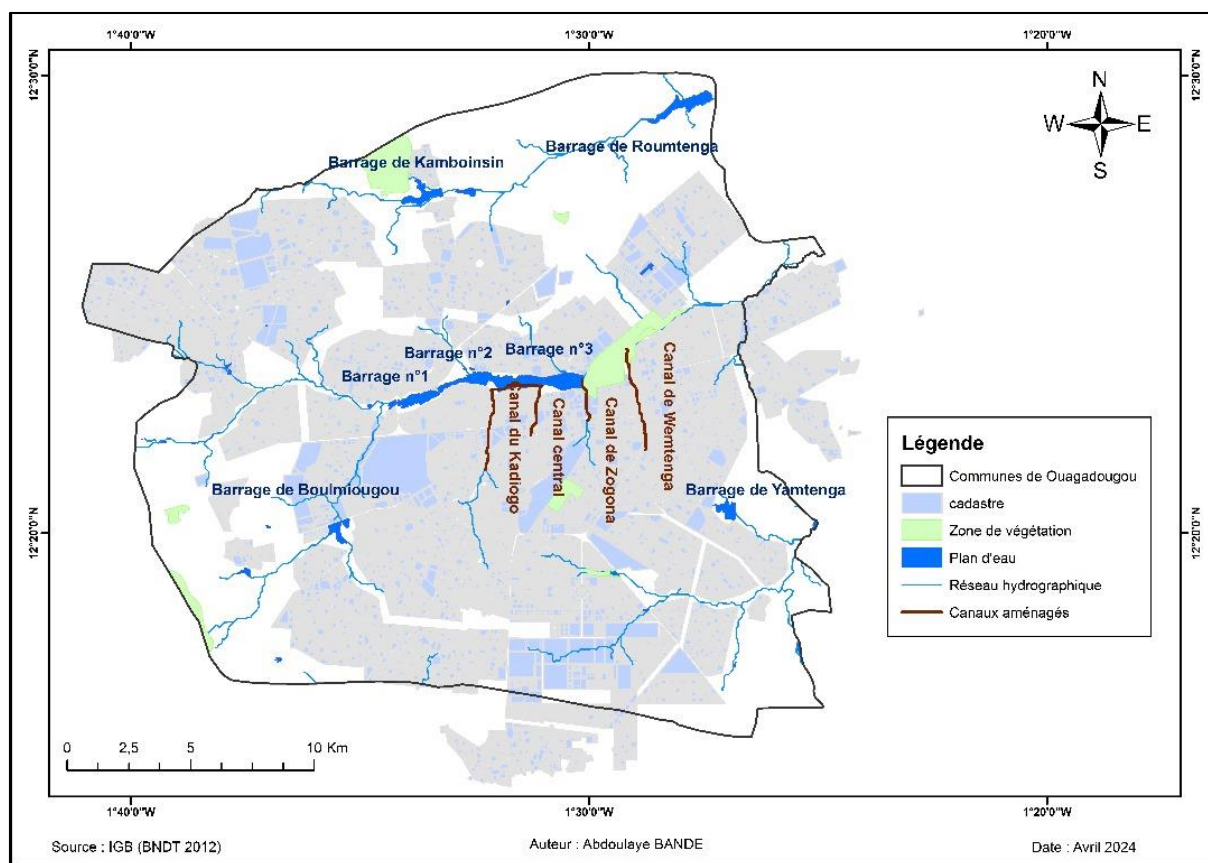 1°40'0"W
1°30'0"W
1°20'0"W
12°30'0"N
12°30'0"N
N
W
E
S
Barrage de Roumtenga
Barrage de Kamboinsin
Barrage n°2
Barrage n°3
Barrage n°1
Canal du Kadiogo
Canal central
Canal de Zogona
Canal de Wemtenga
Barrage de Boulmiougou
Barrage de Yamtenga
12°20'0"N
12°20'0"N
Légende
Communes de Ouagadougou
cadastre
Zone de végétation
Plan d'eau
Réseau hydrographique
Canaux aménagés
0 2,5 5 10 Km
1°40'0"W
1°30'0"W
1°20'0"W
Source : IGB (BNDT 2012)
Auteur : Abdoulaye BANDE
Date : Avril 2024